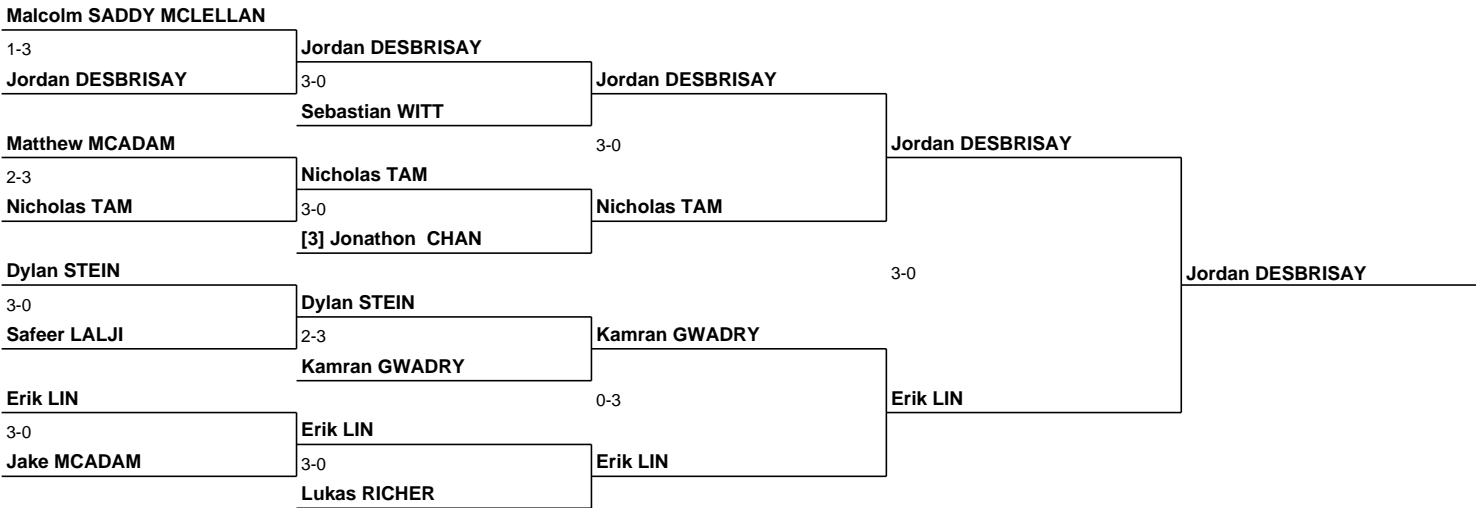 Malcolm SADDY MCLELLAN
1-3
Jordan DESBRISAY
Jordan DESBRISAY
3-0
Sebastian WITT
Jordan DESBRISAY
Matthew MCADAM
2-3
Nicholas TAM
Nicholas TAM
3-0
[3] Jonathon  CHAN
3-0
Nicholas TAM
Jordan DESBRISAY
Dylan STEIN
3-0
Safeer LALJI
Dylan STEIN
2-3
Kamran GWADRY
Kamran GWADRY
3-0
Jordan DESBRISAY
Erik LIN
3-0
Jake MCADAM
Erik LIN
3-0
Lukas RICHER
0-3
Erik LIN
Erik LIN